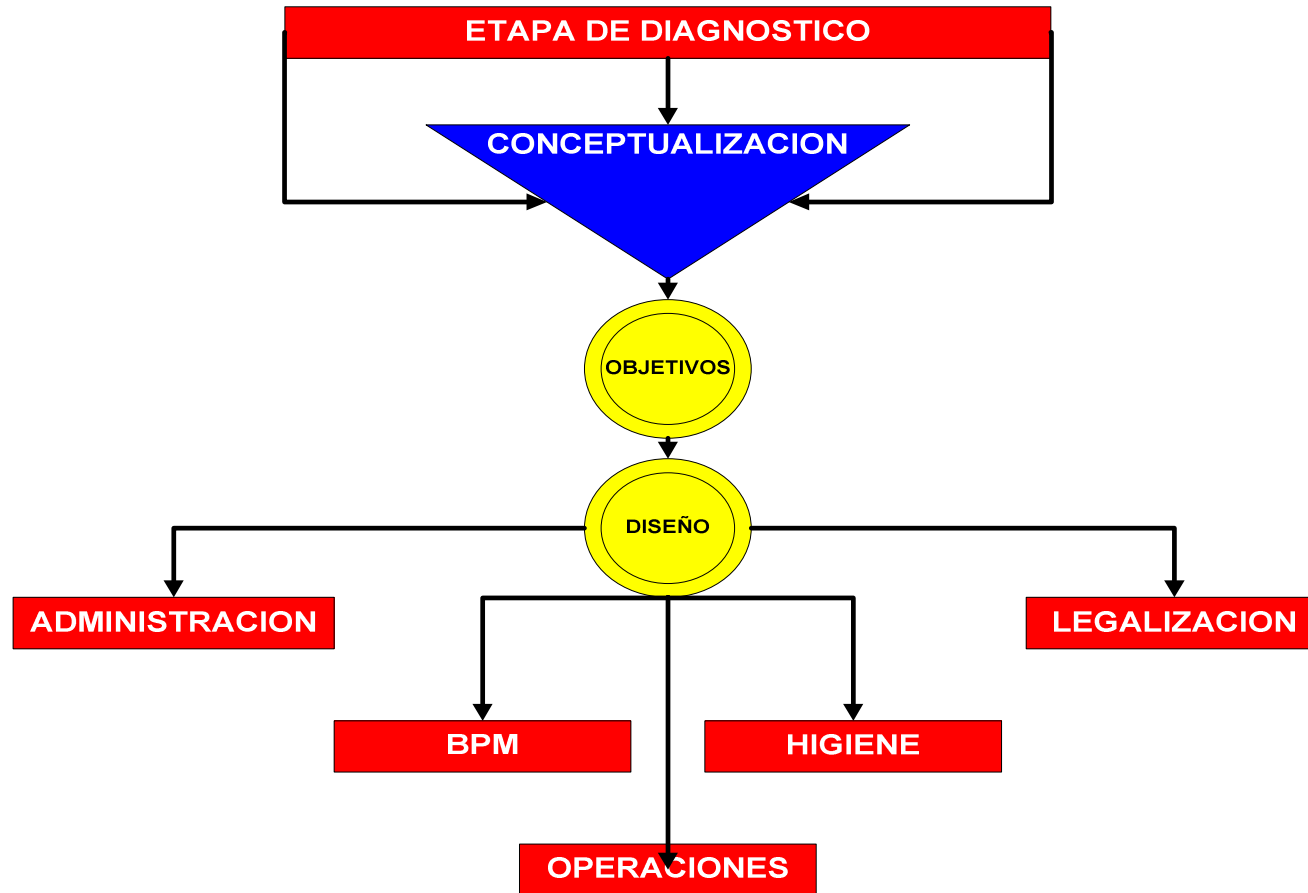 ETAPA DE DIAGNOSTICO
CONCEPTUALIZACION
OBJETIVOS
DISEÑO
ADMINISTRACION
LEGALIZACION
BPM
HIGIENE
OPERACIONES